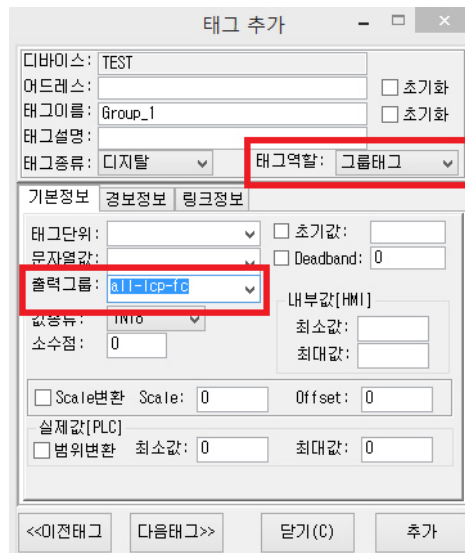 태그 추가
디바이스: TEST
어드레스: 초기화
태그이름: Group_1 초기화
태그설명:
태그종류: 디지탈 태그역할: 그룹태그
기본정보 경보정보 링크정보
태그단위: 초기값:
문자열값: Deadband: 0
출력그룹: all-lcp-fc
값종류: INT8 내부값[HMI]
소수점: 0 최소값:
최대값:
Scale변환 Scale: 0 Offset: 0
실제값[PLC]
범위변환 최소값: 0 최대값: 0
<<이전태그 다음태그>> 닫기(C) 추가